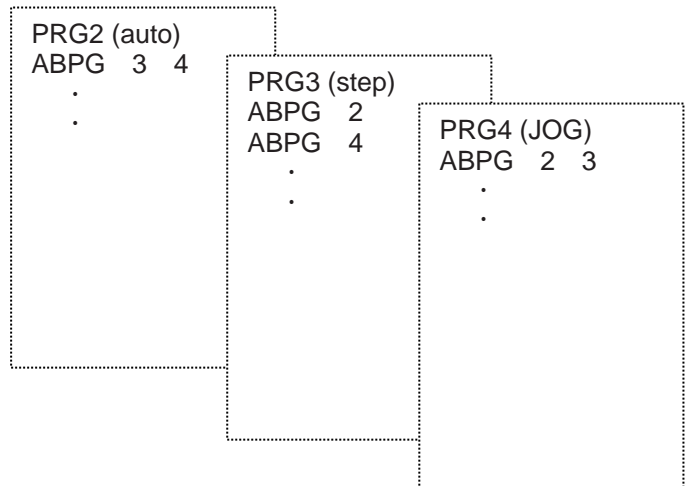 PRG2 (auto)
ABPG 3 4
·
·
PRG3 (step)
ABPG 2
ABPG 4
·
·
PRG4 (JOG)
ABPG 2 3
·
·